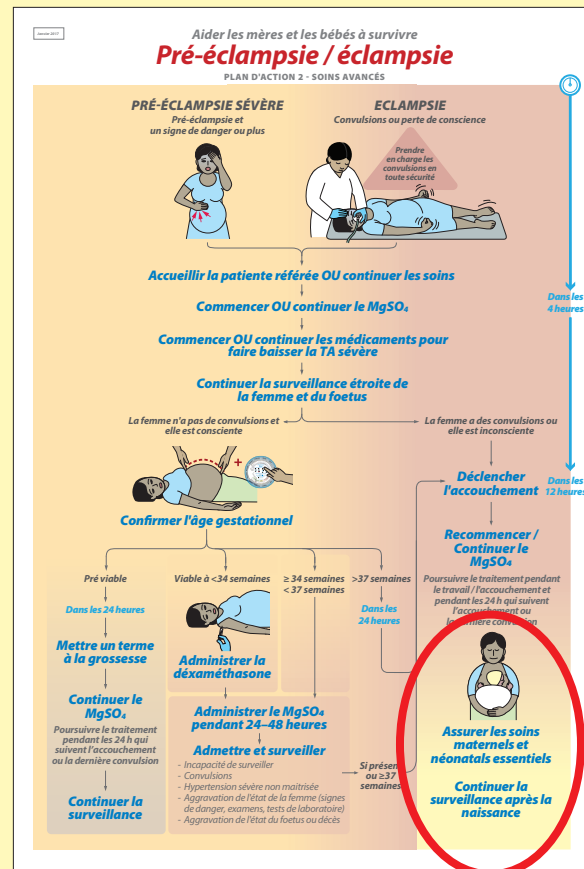 Janvier 2017
Aider les mères et les bébés à survivre
Pré-éclampsie / éclampsie
PLAN D'ACTION 2 - SOINS AVANCÉS
PRÉ-ÉCLAMPSIE SÉVÈRE
Pré-éclampsie et
un signe de danger ou plus
ECLAMPSIE
Convulsions ou perte de conscience
Prendre
en charge les
convulsions en
toute sécurité
Accueillir la patiente référée OU continuer les soins
Commencer OU continuer le MgSO4
Dans les
4 heures
Commencer OU continuer les médicaments pour
faire baisser la TA sévère
Continuer la surveillance étroite de
la femme et du foetus
La femme n'a pas de convulsions et
elle est consciente
La femme a des convulsions ou
elle est inconsciente
+
Déclencher
l'accouchement
Dans les
12 heures
Confirmer l'âge gestationnel
Recommencer /
Continuer le
MgSO4
Poursuivre le traitement pendant
le travail / l'accouchement et
pendant les 24 h qui suivent
l'accouchement ou
la dernière convulsion
Pré viable
Viable à <34 semaines
≥ 34 semaines
< 37 semaines
>37 semaines
Dans les 24 heures
Dans les
24 heures
Mettre un terme
à la grossesse
Administrer la
déxaméthasone
Continuer le
MgSO4
Poursuivre le traitement
pendant les 24 h qui
suivent l'accouchement
ou la dernière convulsion
Continuer la
surveillance
Administrer le MgSO4
pendant 24–48 heures
Admettre et surveiller
- Incapacité de surveiller
- Convulsions
- Hypertension sévère non maitrisée
- Aggravation de l'état de la femme (signes
de danger, examens, tests de laboratoire)
- Aggravation de l'état du foetus ou décès
Si présent
ou ≥37
semaines
Assurer les soins
maternels et
néonatals essentiels
Continuer la
surveillance après la
naissance